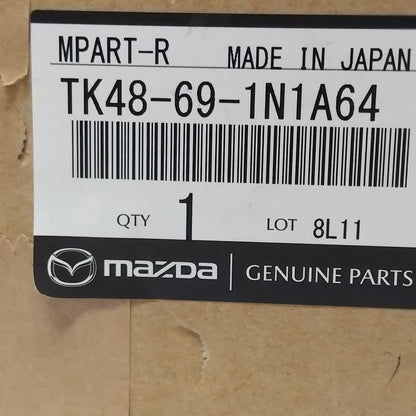 MPART-R MADE IN JAPAN
TK48-69-1N1A64
QTY 1 LOT 8L11
mazda GENUINE PARTS